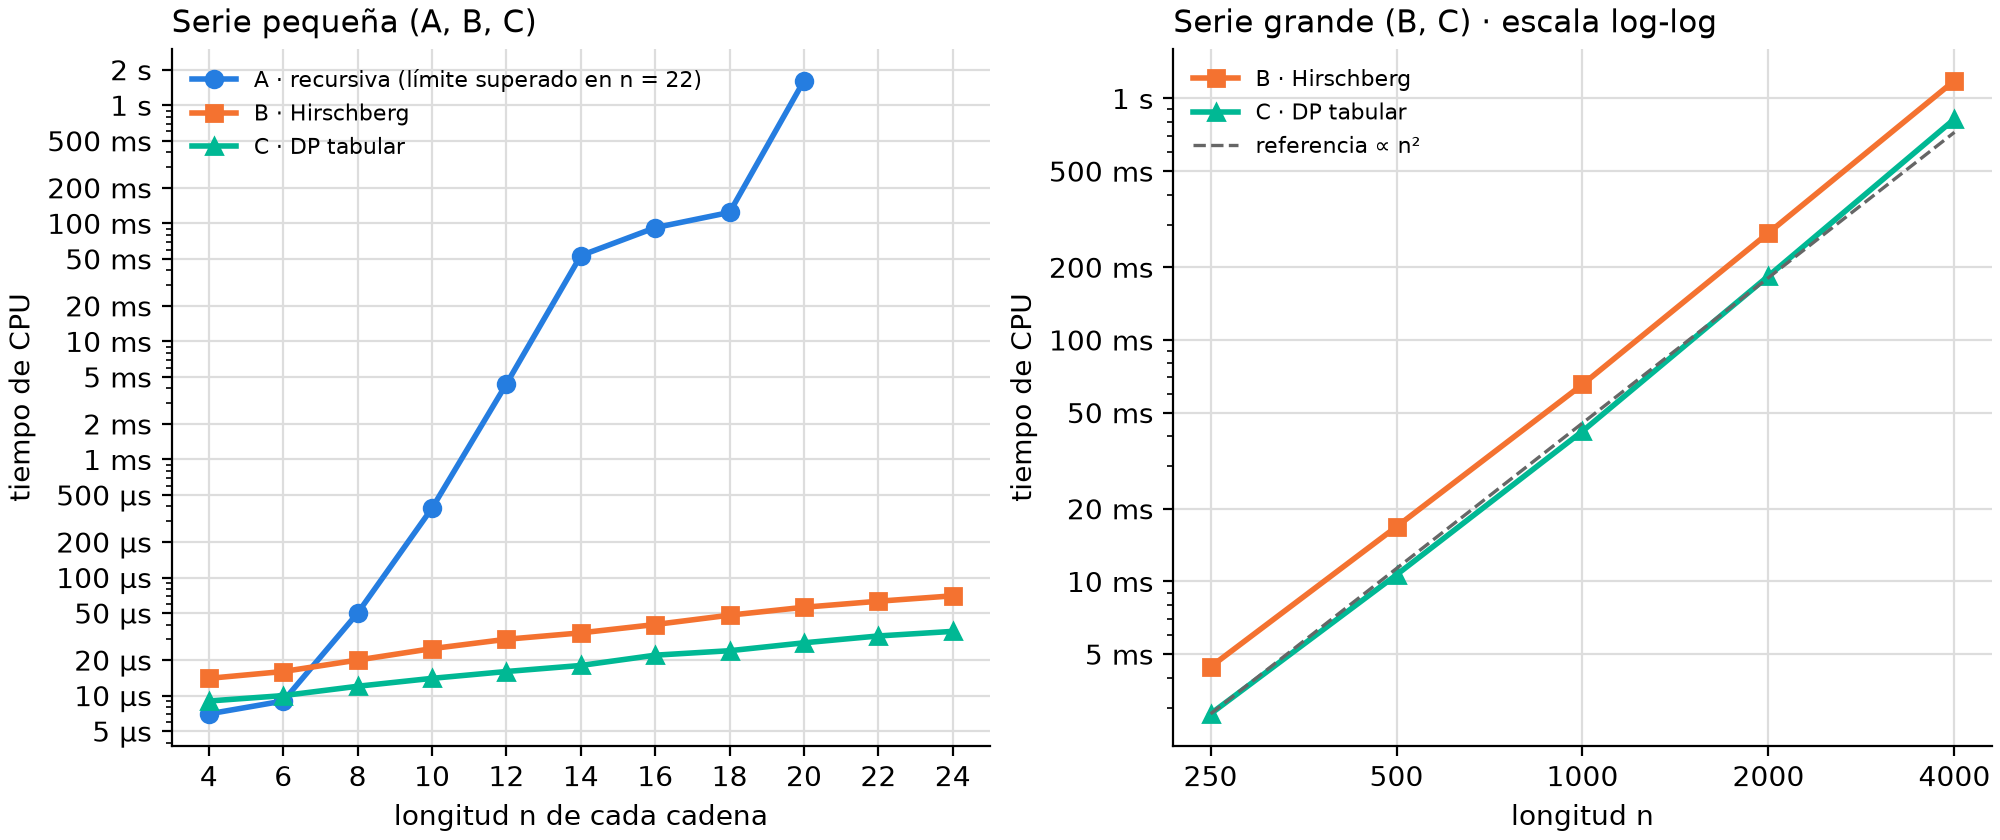 Serie pequeña (A, B, C)
A · recursiva (límite superado en n = 22)
B · Hirschberg
C · DP tabular
tiempo de CPU
2 s
1 s
500 ms
200 ms
100 ms
50 ms
20 ms
10 ms
5 ms
2 ms
1 ms
500 µs
200 µs
100 µs
50 µs
20 µs
10 µs
5 µs
4 6 8 10 12 14 16 18 20 22 24
longitud n de cada cadena
Serie grande (B, C) · escala log-log
B · Hirschberg
C · DP tabular
referencia ∝ n²
tiempo de CPU
1 s
500 ms
200 ms
100 ms
50 ms
20 ms
10 ms
5 ms
250 500 1000 2000 4000
longitud n